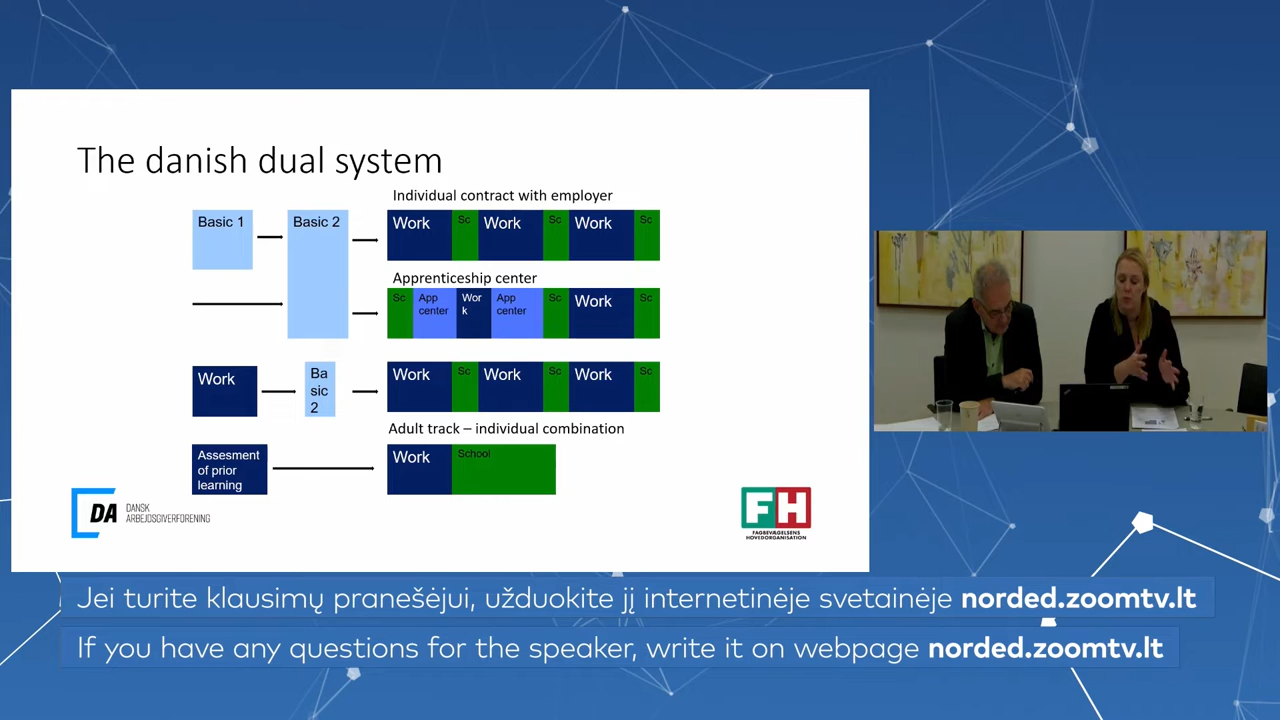 The danish dual system
Individual contract with employer
Basic 1
Basic 2
Work
Sc
Work
Sc
Work
Sc
Apprenticeship center
Sc
App
center
Wor
k
App
center
Sc
Work
Sc
Work
Ba
sic
2
Work
Sc
Work
Sc
Work
Sc
Adult track – individual combination
Assesment
of prior
learning
Work
School
DA
DANSK
ARBEJDSGIVERFORENING
FH
FAGBEVÆGELSENS
HOVEDORGANISATION
Jei turite klausimų pranešėjui, užduokite jį internetinėje svetainėje norded.zoomtv.lt
If you have any questions for the speaker, write it on webpage norded.zoomtv.lt